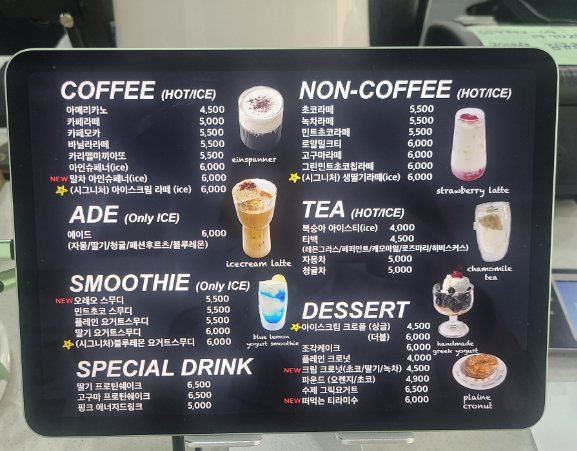 COFFEE (HOT/ICE)
아메리카노 4,500
카페라떼 5,000
카페모카 5,500
바닐라라떼 5,500
카라멜마끼아또 5,500
아인슈페너(ice) 6,000
NEW 말차 아인슈페너(ice) 6,000
(시그니처) 아이스크림 라떼 (ice) 6,000
einspanner
ADE (Only ICE)
에이드 6,000
(자몽/딸기/청귤/패션후르츠/블루레몬)
icecream latte
SMOOTHIE (Only ICE)
NEW 오레오 스무디 5,500
민트초코 스무디 5,500
플레인 요거트스무디 5,500
딸기 요거트스무디 6,000
(시그니처)블루레몬 요거트스무디 6,000
blue lemon
yogurt smoothie
SPECIAL DRINK
딸기 프로틴쉐이크 6,500
고구마 프로틴쉐이크 6,500
핑크 에너지드링크 5,000
NON-COFFEE (HOT/ICE)
초코라떼 5,500
녹차라떼 5,500
민트초코라떼 5,500
로얄밀크티 6,000
고구마라떼 6,000
그린민트초코칩라떼 6,000
(시그니처) 생딸기라떼(ice) 6,000
strawberry latte
TEA (HOT/ICE)
복숭아 아이스티(ice) 4,000
티백 4,500
(레몬그라스/페퍼민트/캐모마일/로즈마리/히비스커스)
자몽차 5,000
청귤차 5,000
chamomile
tea
DESSERT
아이스크림 크로플 (싱글) 4,500
(더블) 6,000
조각케이크 6,000
플레인 크로넛 4,000
NEW 크림 크로넛(초코/딸기/녹차) 4,500
파운드 (오렌지/초코) 4,900
수제 그릭요거트 6,500
NEW 떠먹는 티라미수 6,000
handmade
greek yogurt
plaine
cronut